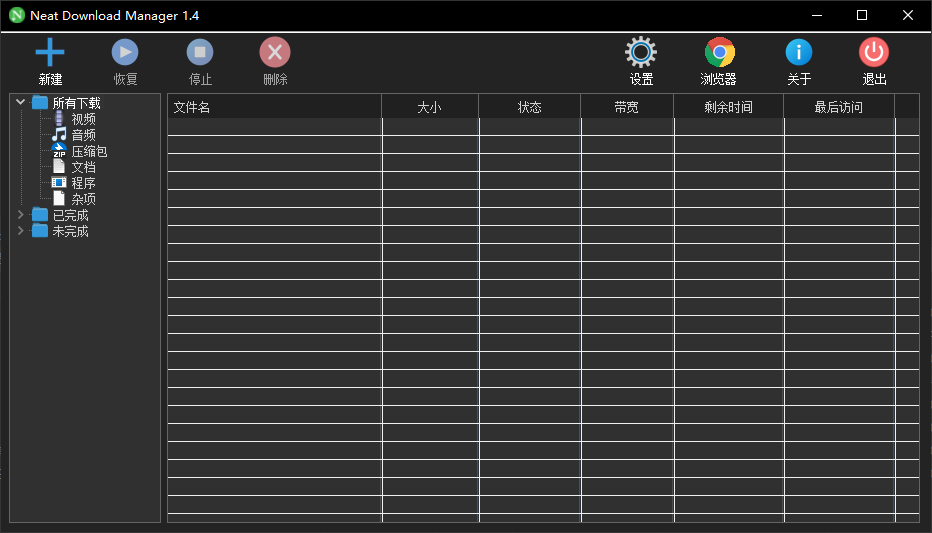 Neat Download Manager 1.4
新建 恢复 停止 删除 设置 浏览器 关于 退出
所有下载
视频
音频
ZIP 压缩包
文档
程序
杂项
已完成
未完成
文件名 大小 状态 带宽 剩余时间 最后访问